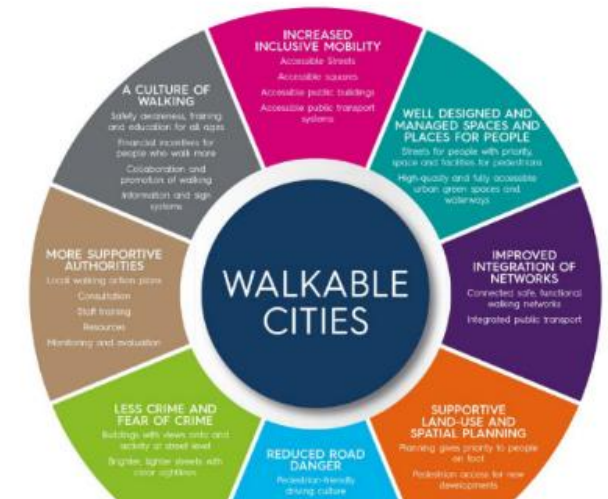 WALKABLE
CITIES
INCREASED
INCLUSIVE MOBILITY
Accessible Streets
Accessible squares
Accessible public buildings
Accessible public transport
systems
WELL DESIGNED AND
MANAGED SPACES AND
PLACES FOR PEOPLE
Streets for people with priority,
space and facilities for pedestrians
High-quality and fully accessible
urban green spaces and
waterways
IMPROVED
INTEGRATION OF
NETWORKS
Connected safe, functional
walking networks
Integrated public transport
SUPPORTIVE
LAND-USE AND
SPATIAL PLANNING
Planning gives priority to people
on foot
Pedestrian access for new
developments
REDUCED ROAD
DANGER
Pedestrian-friendly
driving culture
LESS CRIME AND
FEAR OF CRIME
Buildings with views onto and
activity at street level
Brighter, lighter streets with
clear sightlines
MORE SUPPORTIVE
AUTHORITIES
Local walking action plans
Consultation
Staff training
Resources
Monitoring and evaluation
A CULTURE OF
WALKING
Safety awareness, training
and education for all ages
Financial incentives for
people who walk more
Collaboration and
promotion of walking
Information and sign
systems